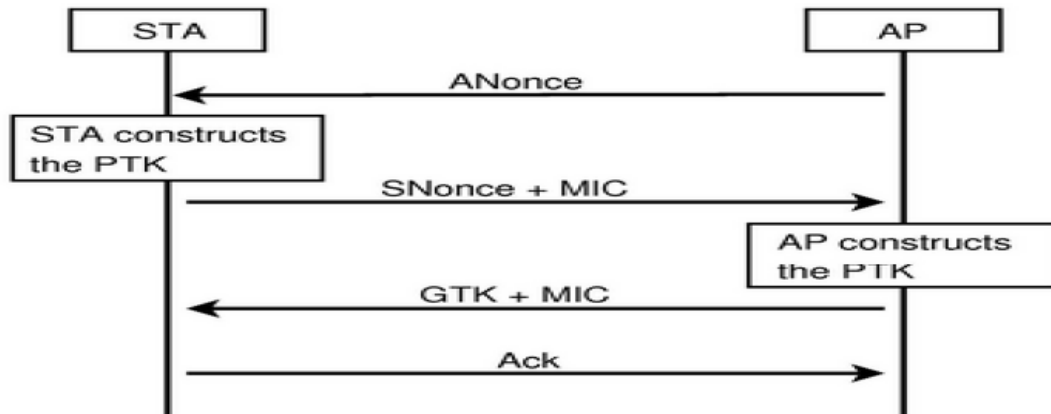 STA
AP
ANonce
STA constructs
the PTK
SNonce + MIC
AP constructs
the PTK
GTK + MIC
Ack